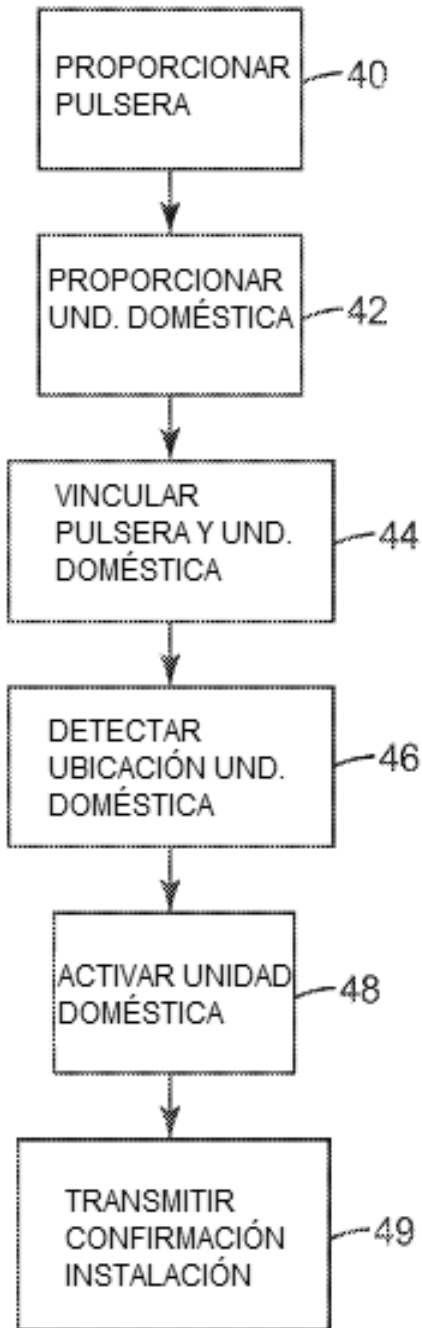 PROPORCIONAR
PULSERA
40
PROPORCIONAR
UND. DOMÉSTICA
42
VINCULAR
PULSERA Y UND.
DOMÉSTICA
44
DETECTAR
UBICACIÓN UND.
DOMÉSTICA
46
ACTIVAR UNIDAD
DOMÉSTICA
48
TRANSMITIR
CONFIRMACIÓN
INSTALACIÓN
49